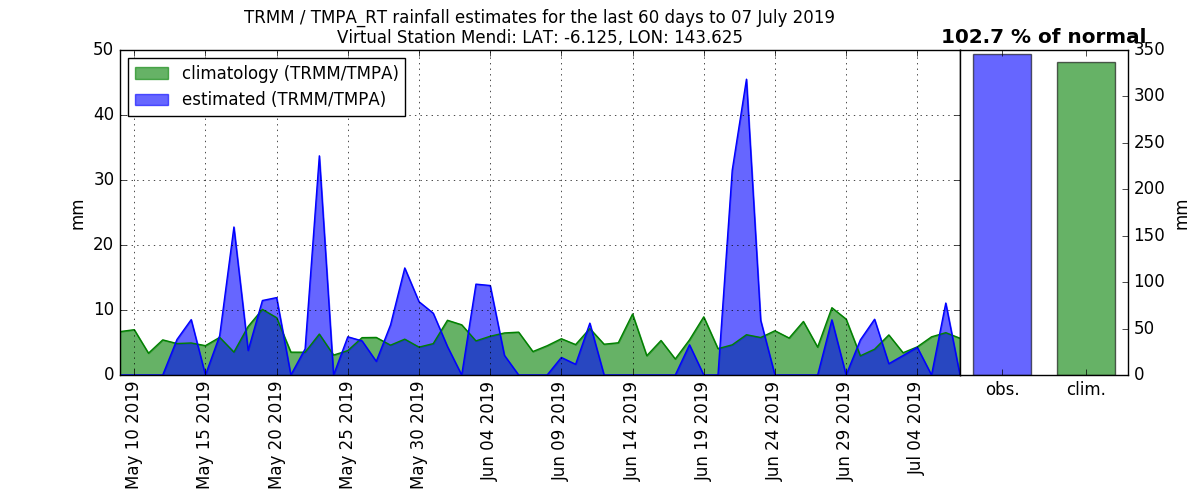 TRMM / TMPA_RT rainfall estimates for the last 60 days to 07 July 2019
Virtual Station Mendi: LAT: -6.125, LON: 143.625
102.7 % of normal
climatology (TRMM/TMPA)
estimated (TRMM/TMPA)
50
40
30
20
10
0
mm
350
300
250
200
150
100
50
0
mm
May 10 2019
May 15 2019
May 20 2019
May 25 2019
May 30 2019
Jun 04 2019
Jun 09 2019
Jun 14 2019
Jun 19 2019
Jun 24 2019
Jun 29 2019
Jul 04 2019
obs.
clim.